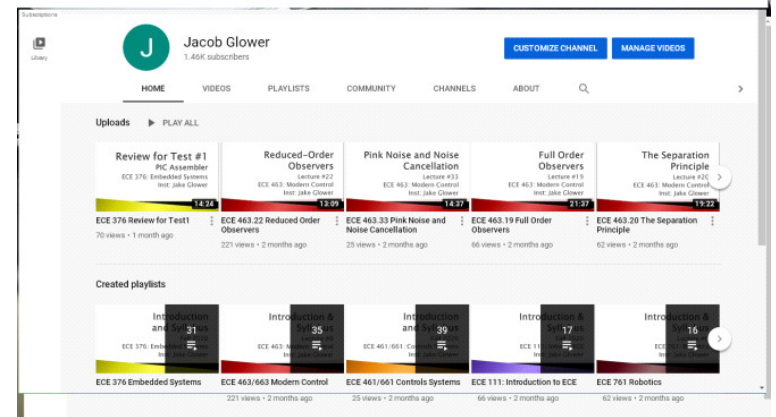 Subscriptions
Library
J
Jacob Glower
1.46K subscribers
CUSTOMIZE CHANNEL
MANAGE VIDEOS
HOME
VIDEOS
PLAYLISTS
COMMUNITY
CHANNELS
ABOUT
Uploads
PLAY ALL
Review for Test #1
PIC Assembler
ECE 376: Embedded Systems
Inst: Jake Glower
14:24
ECE 376 Review for Test1
70 views • 1 month ago
Reduced-Order
Observers
Lecture #22
ECE 463: Modern Control
Inst: Jake Glower
13:09
ECE 463.22 Reduced Order
Observers
221 views • 2 months ago
Pink Noise and Noise
Cancellation
Lecture #33
ECE 463: Modern Control
Inst: Jake Glower
14:37
ECE 463.33 Pink Noise and
Noise Cancellation
25 views • 2 months ago
Full Order
Observers
Lecture #19
ECE 463: Modern Control
Inst: Jake Glower
21:37
ECE 463.19 Full Order
Observers
66 views • 2 months ago
The Separation
Principle
Lecture #20
ECE 463: Modern Control
Inst: Jake Glower
19:22
ECE 463.20 The Separation
Principle
62 views • 2 months ago
Created playlists
31
ECE 376 Embedded Systems
35
ECE 463/663 Modern Control
39
ECE 461/661 Controls Systems
17
ECE 111: Introduction to ECE
16
ECE 761 Robotics
221 views • 2 months ago
25 views • 2 months ago
66 views • 2 months ago
62 views • 2 months ago